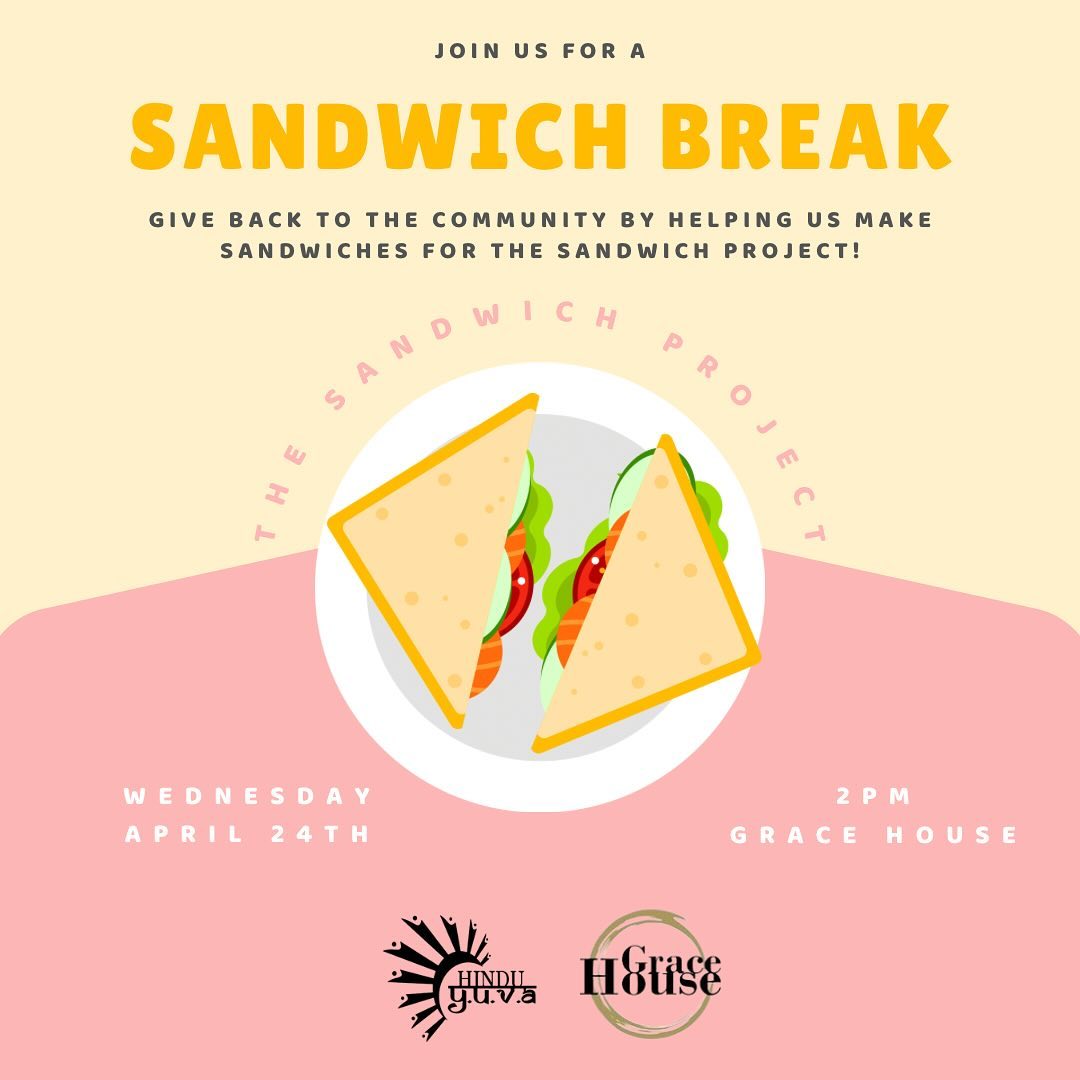 JOIN US FOR A
SANDWICH BREAK
GIVE BACK TO THE COMMUNITY BY HELPING US MAKE
SANDWICHES FOR THE SANDWICH PROJECT!
THE SANDWICH PROJECT
WEDNESDAY
APRIL 24TH
2PM
GRACE HOUSE
HINDU
y.u.v.a
Grace
House